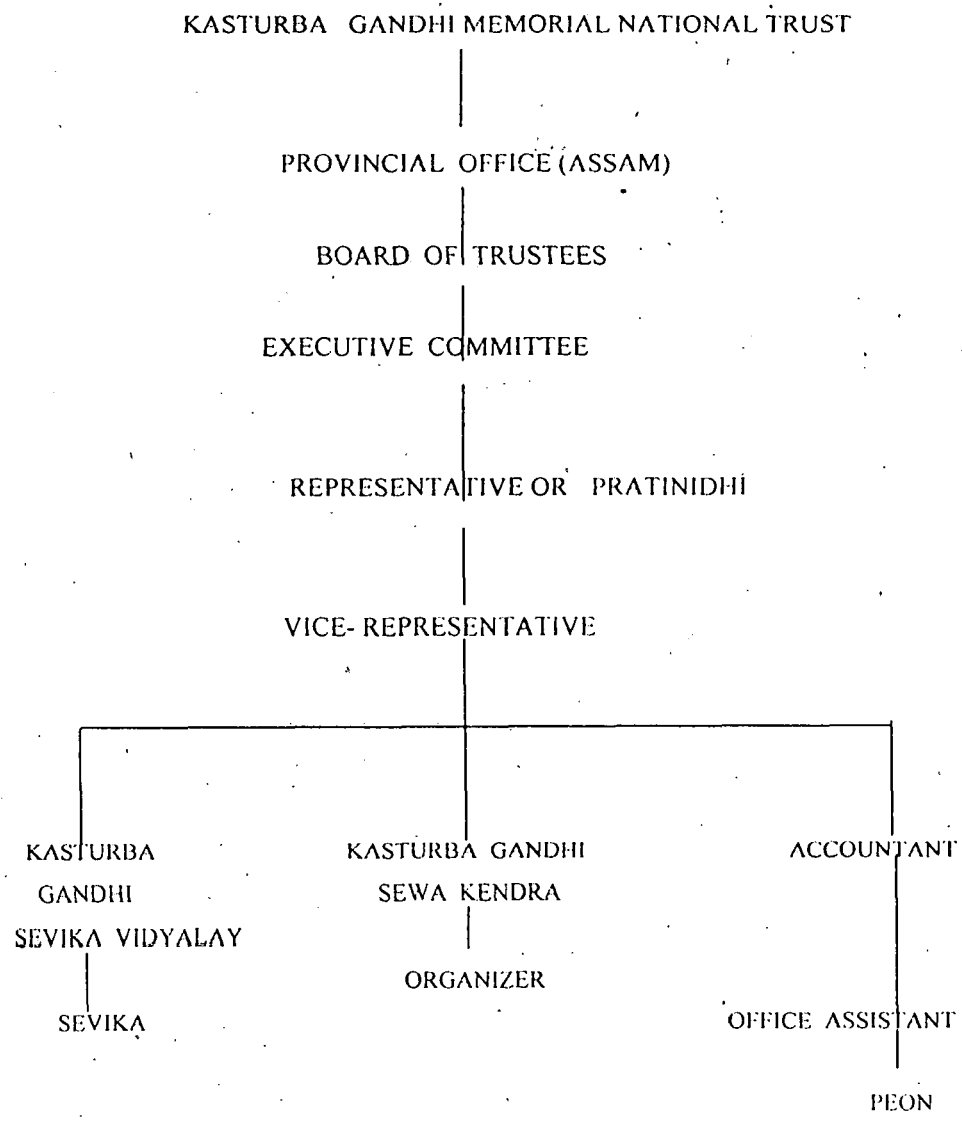 KASTURBA GANDHI MEMORIAL NATIONAL TRUST
PROVINCIAL OFFICE (ASSAM)
BOARD OF TRUSTEES
EXECUTIVE COMMITTEE
REPRESENTATIVE OR PRATINIDHI
VICE- REPRESENTATIVE
KASTURBA
GANDHI
SEVIKA VIDYALAY
SEVIKA
KASTURBA GANDHI
SEWA KENDRA
ORGANIZER
ACCOUNTANT
OFFICE ASSISTANT
PEON